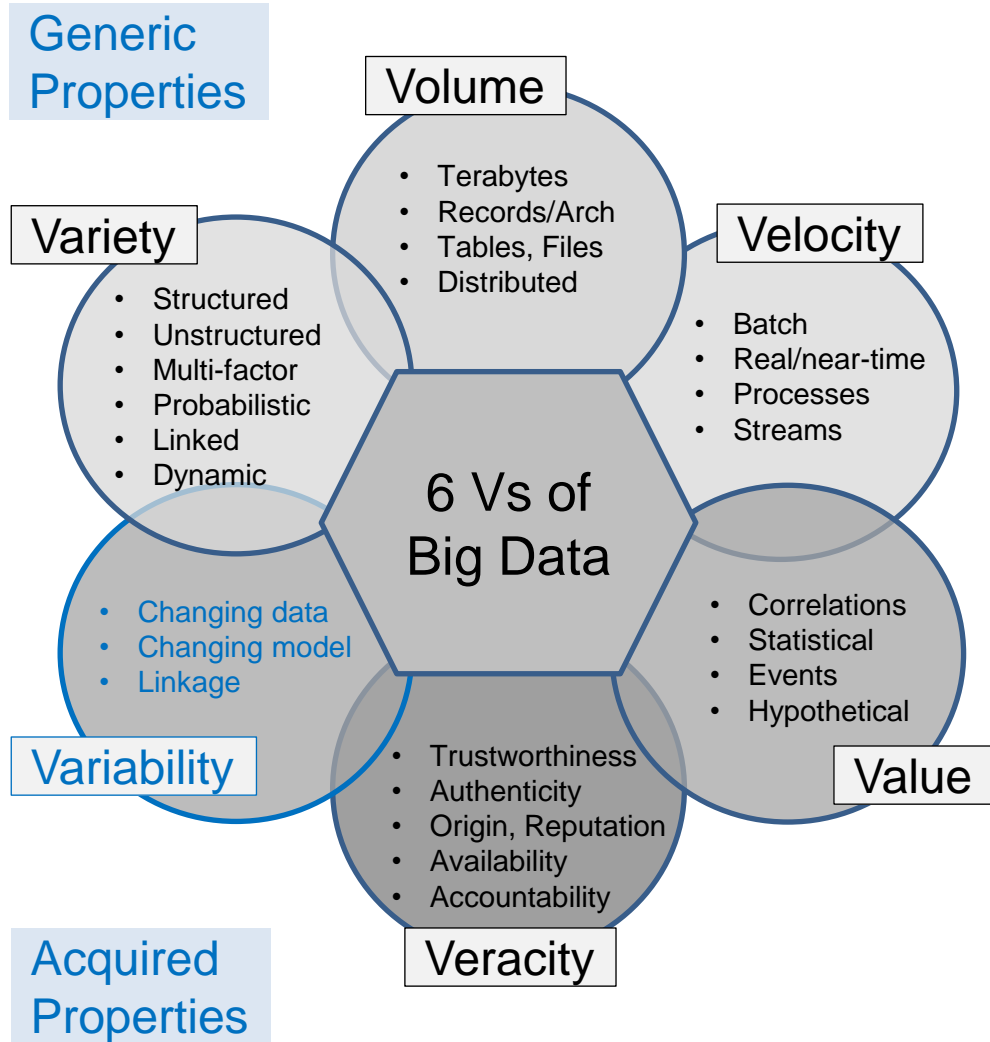 Generic
Properties
Volume
• Terabytes
• Records/Arch
• Tables, Files
• Distributed
Variety
• Structured
• Unstructured
• Multi-factor
• Probabilistic
• Linked
• Dynamic
Velocity
• Batch
• Real/near-time
• Processes
• Streams
6 Vs of
Big Data
• Changing data
• Changing model
• Linkage
Variability
• Correlations
• Statistical
• Events
• Hypothetical
Value
• Trustworthiness
• Authenticity
• Origin, Reputation
• Availability
• Accountability
Veracity
Acquired
Properties